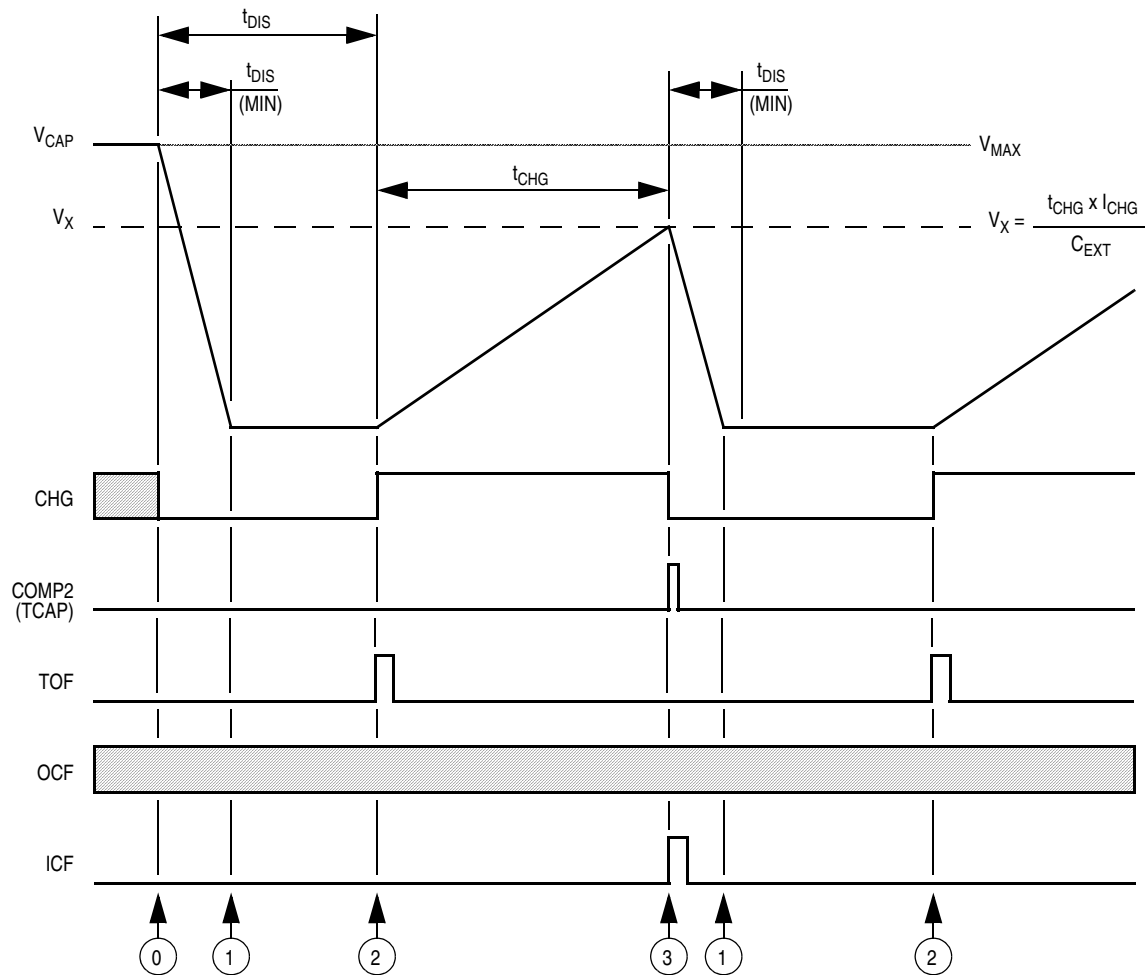 tDIS
tDIS
(MIN)
tDIS
(MIN)
VCAP
VMAX
tCHG
VX
VX = tCHG x ICHG
CEXT
CHG
COMP2
(TCAP)
TOF
OCF
ICF
0 1 2 3 1 2